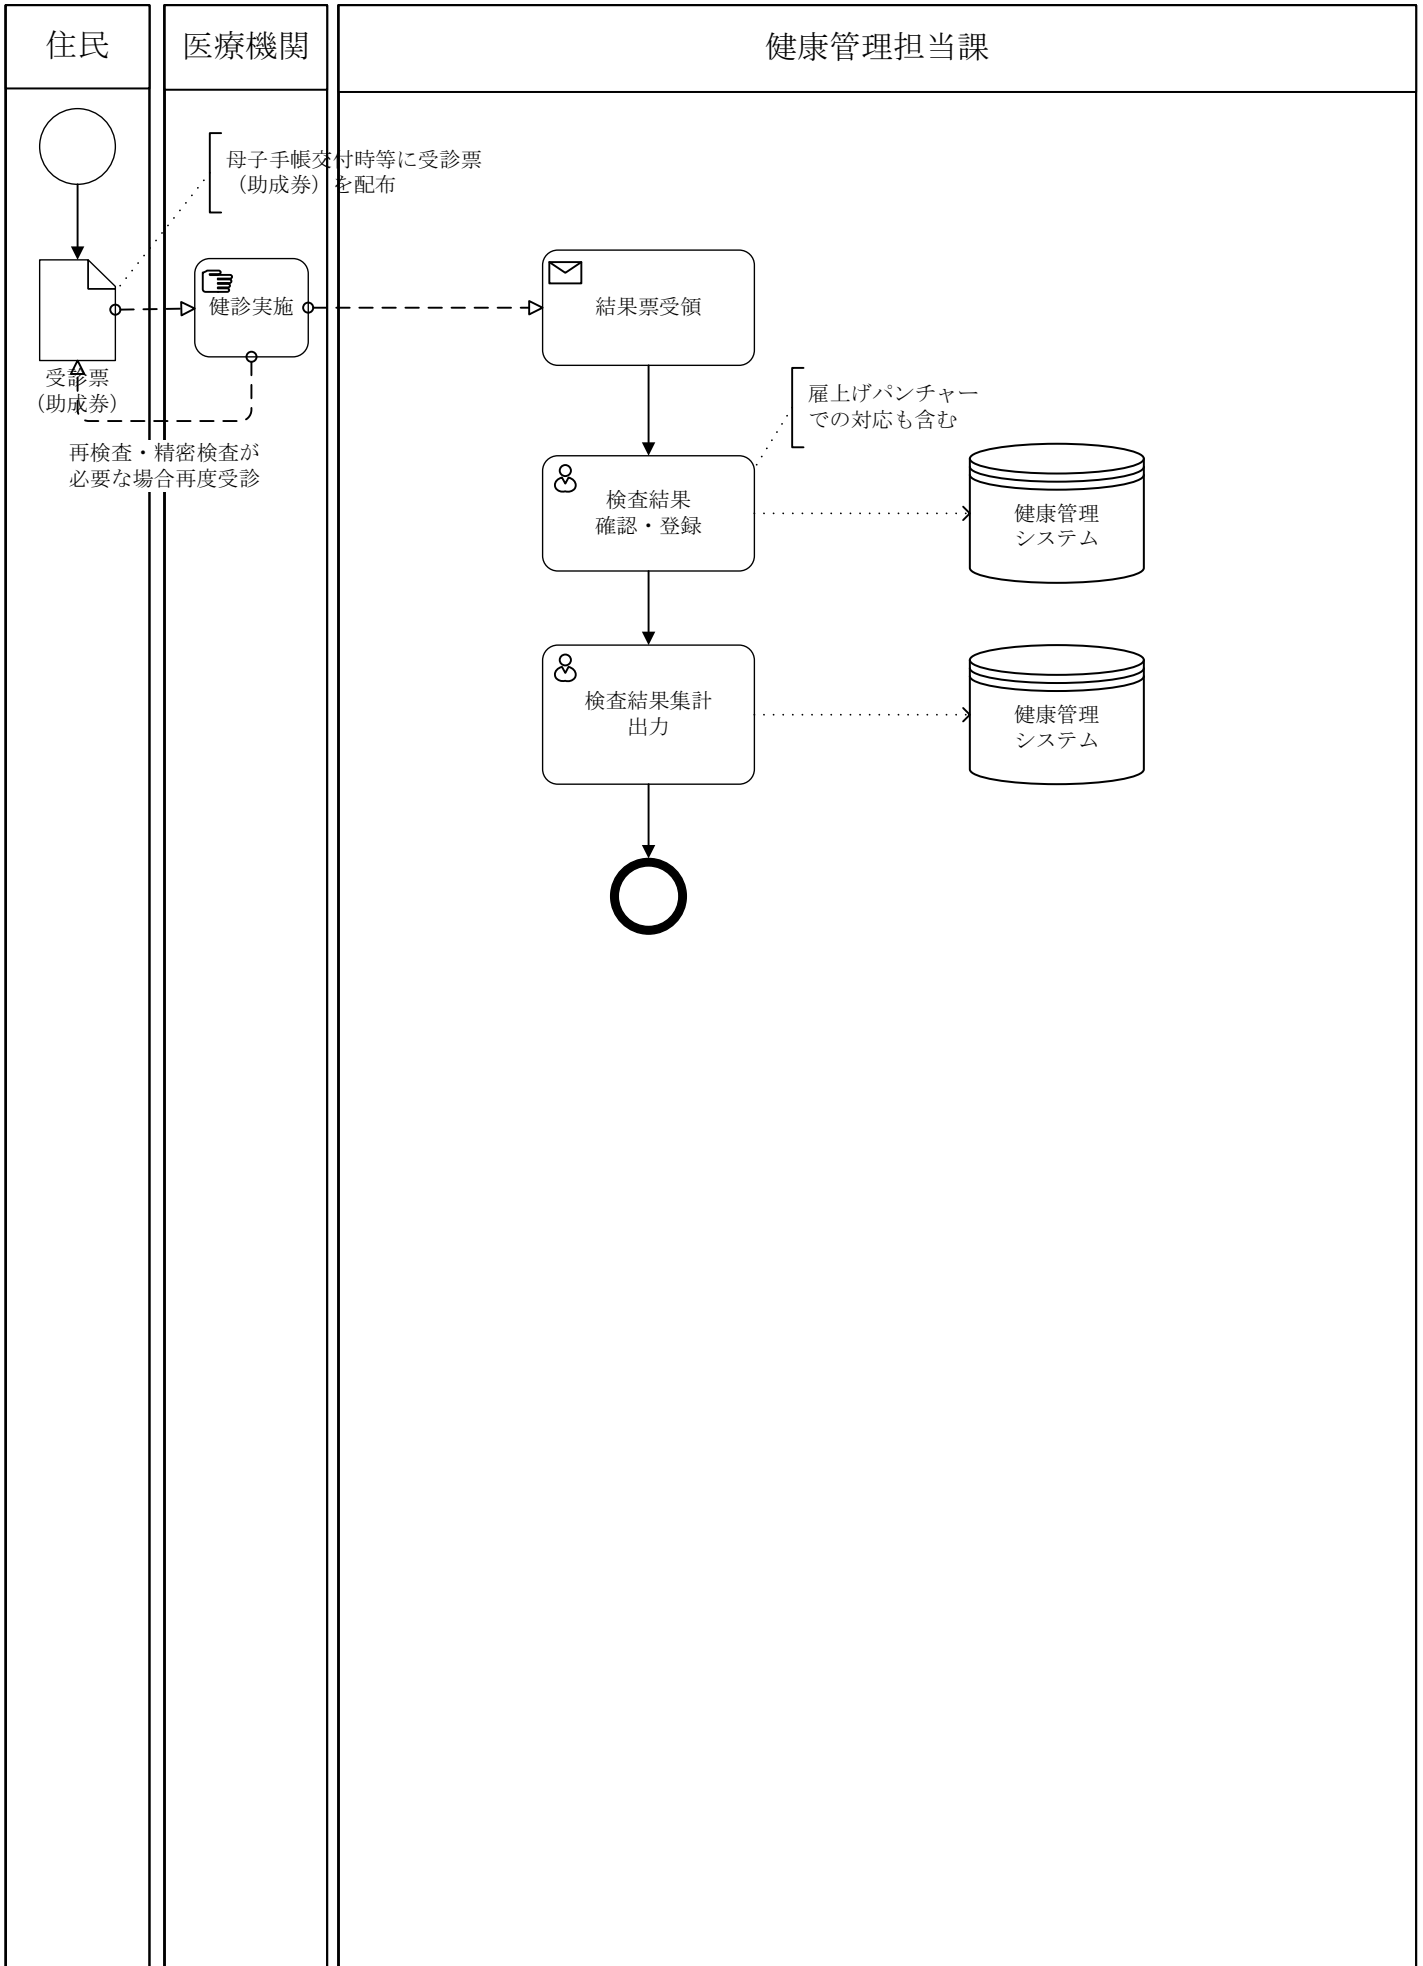 住民
医療機関
健康管理担当課
母子手帳交付時等に受診票
（助成券）を配布
健診実施
結果票受領
受診票
（助成券）
再検査・精密検査が
必要な場合再度受診
雇上げパンチャー
での対応も含む
検査結果
確認・登録
健康管理
システム
検査結果集計
出力
健康管理
システム